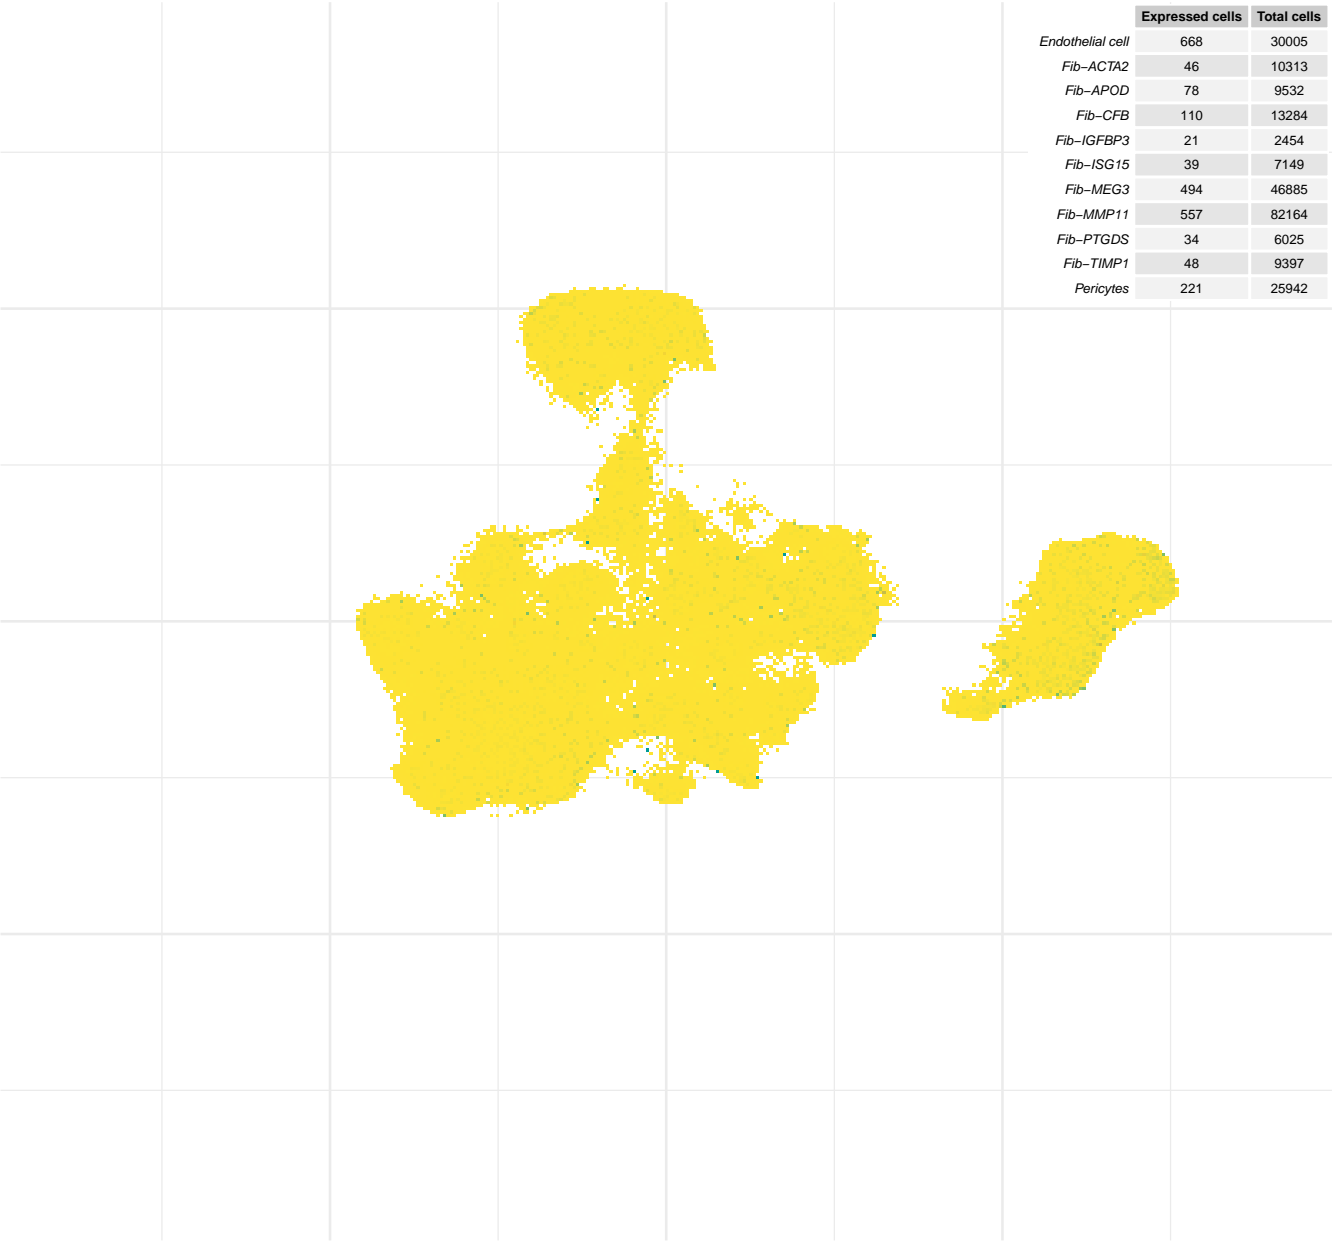 Expressed cells Total cells
Endothelial cell 668 30005
Fib−ACTA2 46 10313
Fib−APOD 78 9532
Fib−CFB 110 13284
Fib−IGFBP3 21 2454
Fib−ISG15 39 7149
Fib−MEG3 494 46885
Fib−MMP11 557 82164
Fib−PTGDS 34 6025
Fib−TIMP1 48 9397
Pericytes 221 25942